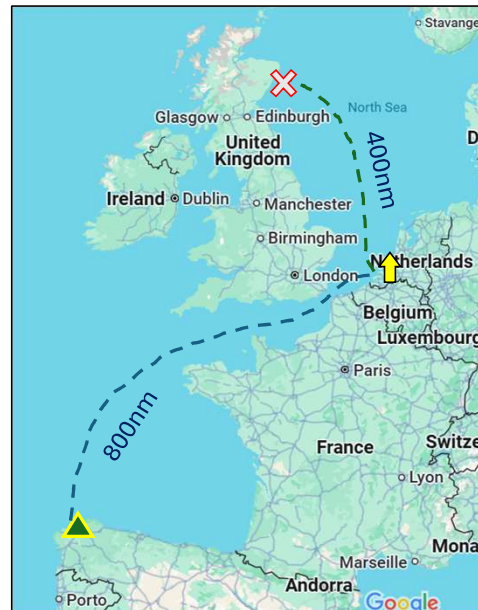 Stavange
North Sea
Glasgow
Edinburgh
United
Kingdom
400nm
D
Ireland
Dublin
Manchester
Birmingham
Netherlands
London
Belgium
Luxembourg
Paris
800nm
France
Switze
Lyon
Mona
Marseille
Andorra
Porto
Google